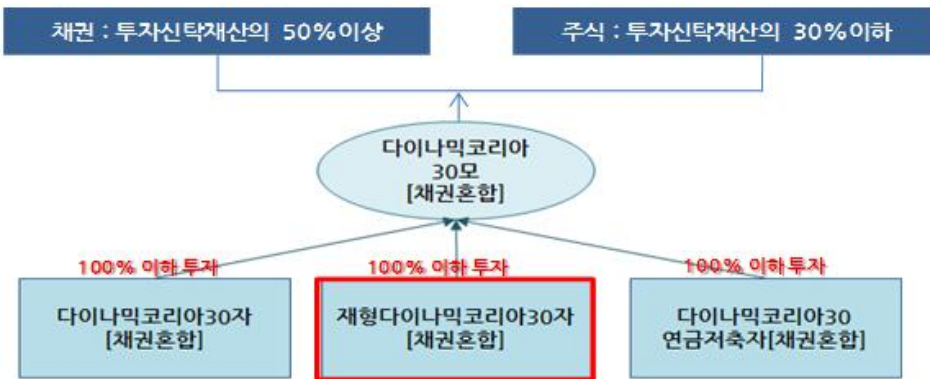 채권 : 투자신탁재산의 50%이상
주식 : 투자신탁재산의 30%이하
다이나믹코리아
30모
[채권혼합]
100% 이하 투자
100% 이하 투자
100% 이하 투자
다이나믹코리아30자
[채권혼합]
재형다이나믹코리아30자
[채권혼합]
다이나믹코리아30
연금저축자[채권혼합]